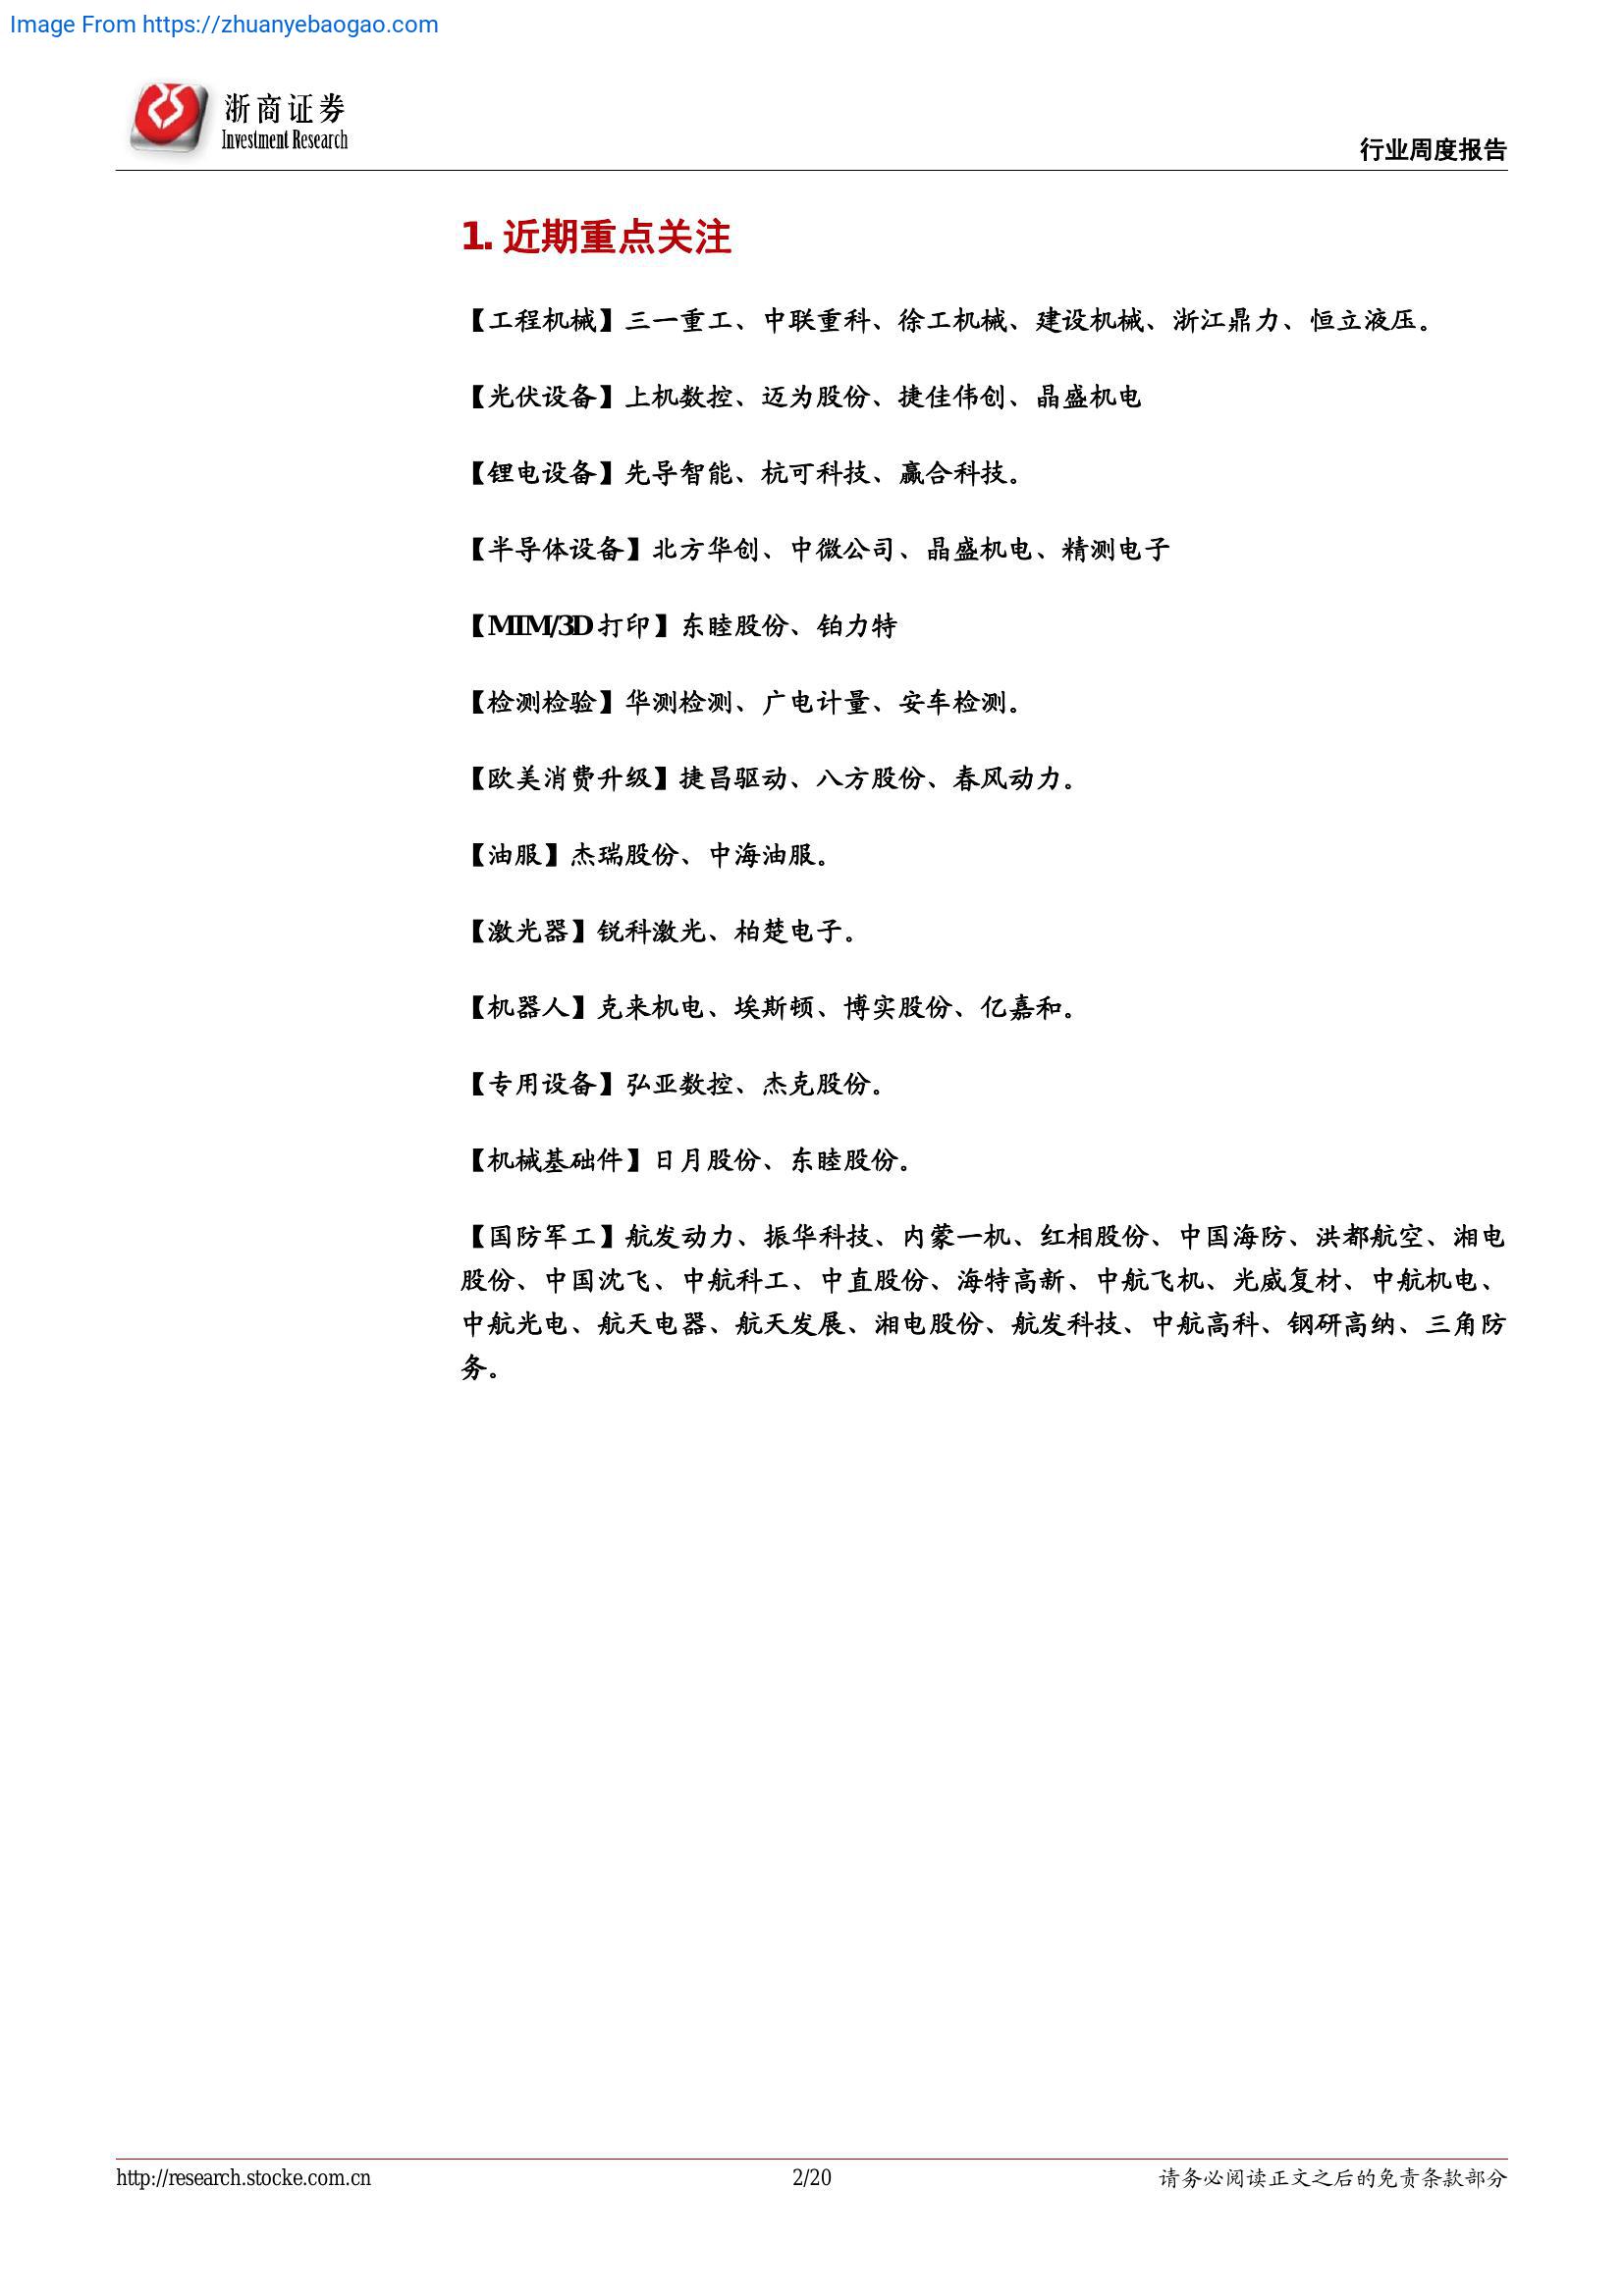 Image From https://zhuanyebaogao.com
浙商证券
Investment Research
行业周度报告
1. 近期重点关注
【工程机械】三一重工、中联重科、徐工机械、建设机械、浙江鼎力、恒立液压。
【光伏设备】上机数控、迈为股份、捷佳伟创、晶盛机电
【锂电设备】先导智能、杭可科技、赢合科技。
【半导体设备】北方华创、中微公司、晶盛机电、精测电子
【MIM/3D 打印】东睦股份、铂力特
【检测检验】华测检测、广电计量、安车检测。
【欧美消费升级】捷昌驱动、八方股份、春风动力。
【油服】杰瑞股份、中海油服。
【激光器】锐科激光、柏楚电子。
【机器人】克来机电、埃斯顿、博实股份、亿嘉和。
【专用设备】弘亚数控、杰克股份。
【机械基础件】日月股份、东睦股份。
【国防军工】航发动力、振华科技、内蒙一机、红相股份、中国海防、洪都航空、湘电
股份、中国沈飞、中航科工、中直股份、海特高新、中航飞机、光威复材、中航机电、
中航光电、航天电器、航天发展、湘电股份、航发科技、中航高科、钢研高纳、三角防
务。
http://research.stocke.com.cn
2/20
请务必阅读正文之后的免责条款部分